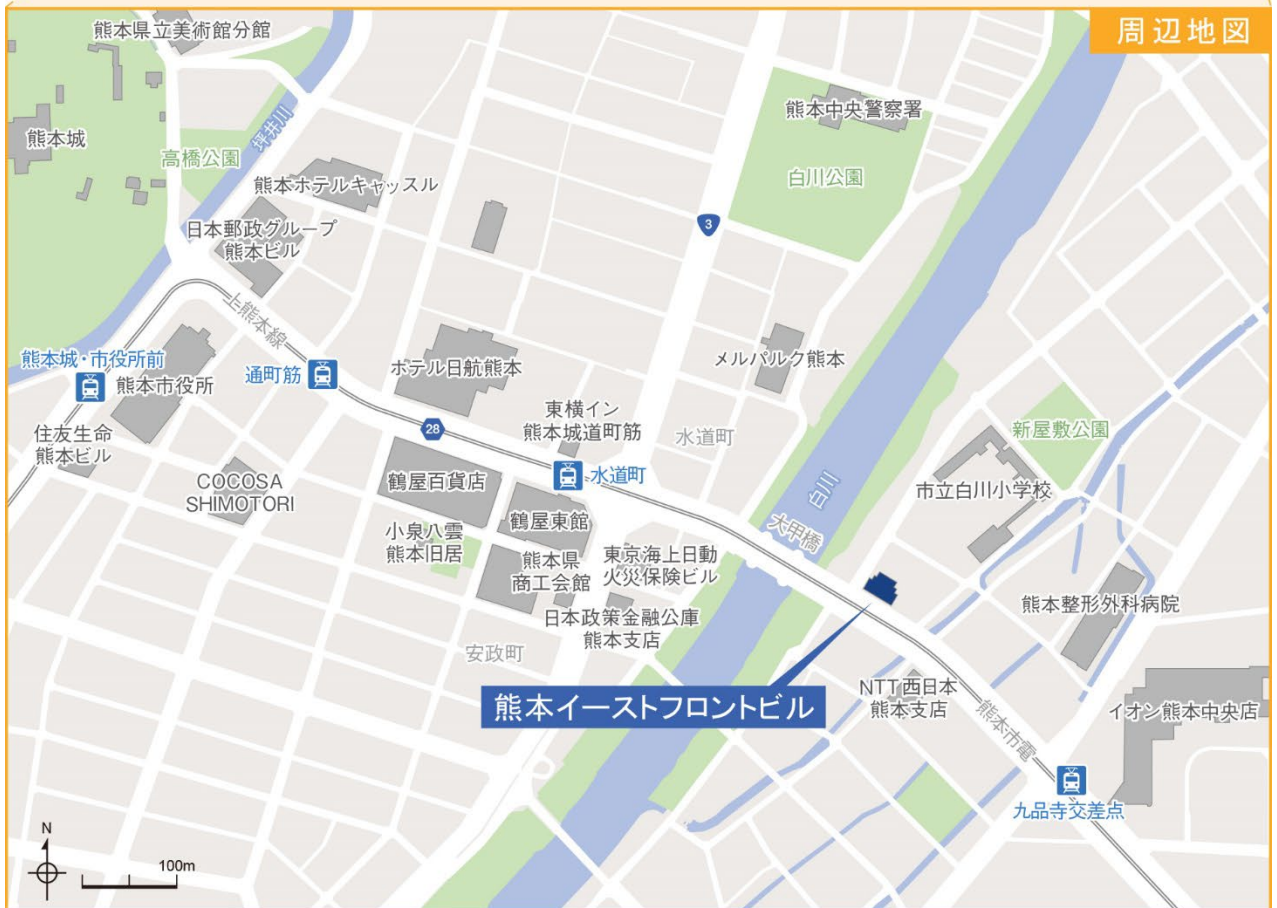 周辺地図
熊本県立美術館分館
熊本城
高橋公園
坪井川
熊本ホテルキャッスル
日本郵政グループ
熊本ビル
熊本中央警察署
白川公園
3
上熊本線
熊本城・市役所前
熊本市役所
通町筋
ホテル日航熊本
メルパルク熊本
住友生命
熊本ビル
COCOSA
SHIMOTORI
28
東横イン
熊本城道町筋
水道町
水道町
鶴屋百貨店
鶴屋東館
小泉八雲
熊本旧居
熊本県
商工会館
東京海上日動
火災保険ビル
日本政策金融公庫
熊本支店
安政町
白川
大甲橋
新屋敷公園
市立白川小学校
熊本整形外科病院
熊本イーストフロントビル
NTT西日本
熊本支店
イオン熊本中央店
熊本市電
九品寺交差点
N
100m